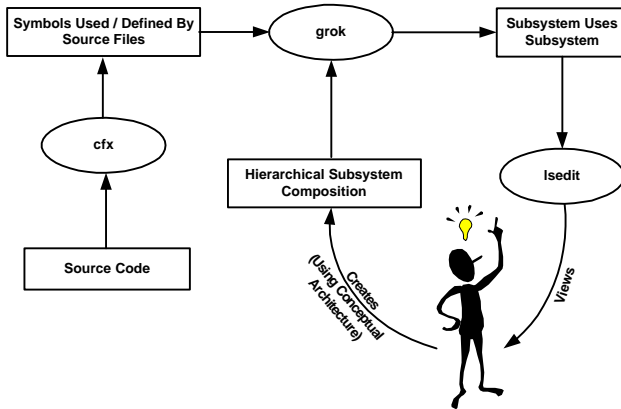 Symbols Used / Defined By
Source Files
grok
Subsystem Uses
Subsystem
cfx
Hierarchical Subsystem
Composition
lsedit
Source Code
Creates
(Using Conceptual
Architecture)
Views